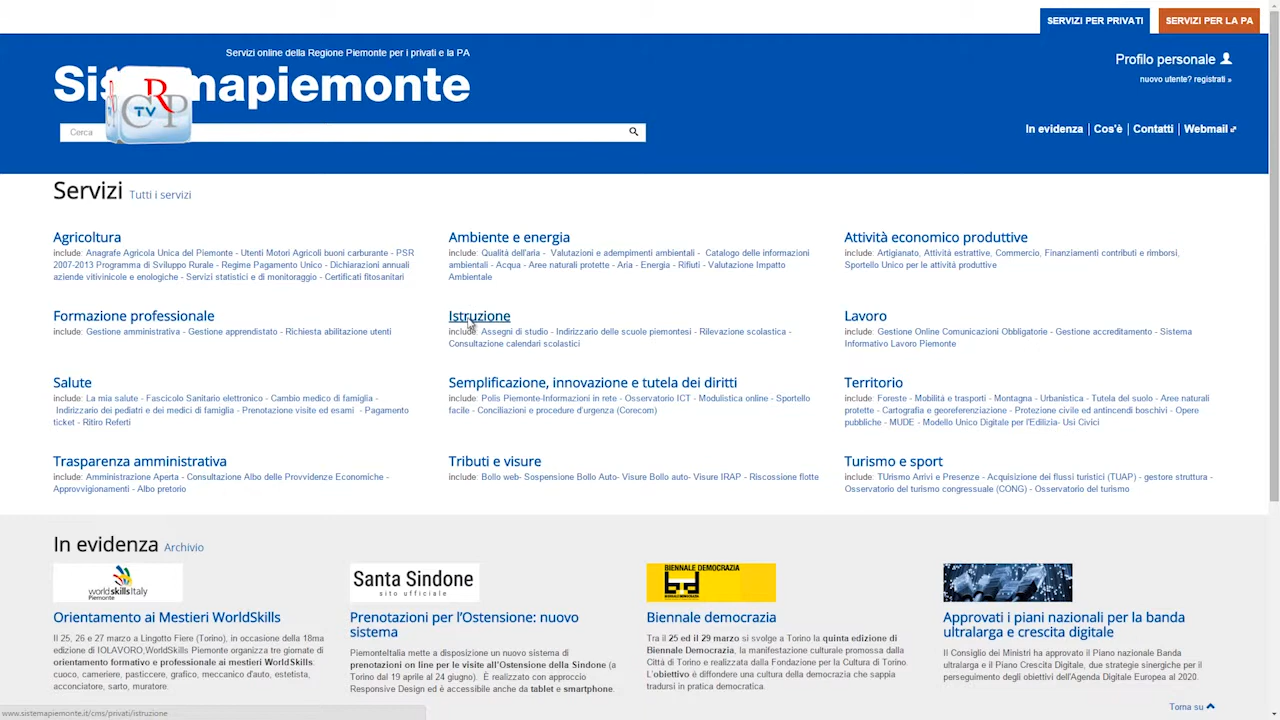 SERVIZI PER PRIVATI
SERVIZI PER LA PA
Servizi online della Regione Piemonte per i privati e la PA
Profilo personale
nuovo utente? registrati »
TV CRP
Cerca
In evidenza | Cos'è | Contatti | Webmail
Servizi Tutti i servizi
Agricoltura
include: Anagrafe Agricola Unica del Piemonte - Utenti Motori Agricoli buoni carburante - PSR
2007-2013 Programma di Sviluppo Rurale - Regime Pagamento Unico - Dichiarazioni annuali
aziende vitivinicole e enologiche - Servizi statistici e di monitoraggio - Certificati fitosanitari
Ambiente e energia
include: Qualità dell'aria - Valutazioni e adempimenti ambientali - Catalogo delle informazioni
ambientali - Acqua - Aree naturali protette - Aria - Energia - Rifiuti - Valutazione Impatto
Ambientale
Attività economico produttive
include: Artigianato, Attività estrattive, Commercio, Finanziamenti contributi e rimborsi,
Sportello Unico per le attività produttive
Formazione professionale
include: Gestione amministrativa - Gestione apprendistato - Richiesta abilitazione utenti
Istruzione
include: Assegni di studio - Indirizzario delle scuole piemontesi - Rilevazione scolastica -
Consultazione calendari scolastici
Lavoro
include: Gestione Online Comunicazioni Obbligatorie - Gestione accreditamento - Sistema
Informativo Lavoro Piemonte
Salute
include: La mia salute - Fascicolo Sanitario elettronico - Cambio medico di famiglia -
Indirizzario dei pediatri e dei medici di famiglia - Prenotazione visite ed esami - Pagamento
ticket - Ritiro Referti
Semplificazione, innovazione e tutela dei diritti
include: Polis Piemonte-Informazioni in rete - Osservatorio ICT - Modulistica online - Sportello
facile - Conciliazioni e procedure d'urgenza (Corecom)
Territorio
include: Foreste - Mobilità e trasporti - Montagna - Urbanistica - Tutela del suolo - Aree naturali
protette - Cartografia e georeferenziazione - Protezione civile ed antincendi boschivi - Opere
pubbliche - MUDE - Modello Unico Digitale per l'Edilizia- Usi Civici
Trasparenza amministrativa
include: Amministrazione Aperta - Consultazione Albo delle Provvidenze Economiche -
Approvvigionamenti - Albo pretorio
Tributi e visure
include: Bollo web- Sospensione Bollo Auto- Visure Bollo auto- Visure IRAP - Riscossione flotte
Turismo e sport
include: TUrismo Arrivi e Presenze - Acquisizione dei flussi turistici (TUAP) - gestore struttura -
Osservatorio del turismo congressuale (CONG) - Osservatorio del turismo
In evidenza Archivio
worldskillsItaly
Piemonte
Orientamento ai Mestieri WorldSkills
Il 25, 26 e 27 marzo a Lingotto Fiere (Torino), in occasione della 18ma
edizione di IOLAVORO,WorldSkills Piemonte organizza tre giornate di
orientamento formativo e professionale ai mestieri WorldSkills:
cuoco, cameriere, pasticcere, grafico, meccanico d'auto, estetista,
acconciatore, sarto, muratore.
Santa Sindone
sito ufficiale
Prenotazioni per l'Ostensione: nuovo
sistema
PiemonteItalia mette a disposizione un nuovo sistema di
prenotazioni on line per le visite all'Ostensione della Sindone (a
Torino dal 19 aprile al 24 giugno). È realizzato con approccio
Responsive Design ed è accessibile anche da tablet e smartphone.
BIENNALE DEMOCRAZIA
Biennale democrazia
Tra il 25 ed il 29 marzo si svolge a Torino la quinta edizione di
Biennale Democrazia, la manifestazione culturale promossa dalla
Città di Torino e realizzata dalla Fondazione per la Cultura di Torino.
L'obiettivo è diffondere una cultura della democrazia che sappia
tradursi in pratica democratica.
Approvati i piani nazionali per la banda
ultralarga e crescita digitale
Il Consiglio dei Ministri ha approvato il Piano nazionale Banda
ultralarga e il Piano Crescita Digitale, due strategie sinergiche per il
perseguimento degli obiettivi dell'Agenda Digitale Europea al 2020.
Torna su
www.sistemapiemonte.it/cms/privati/istruzione